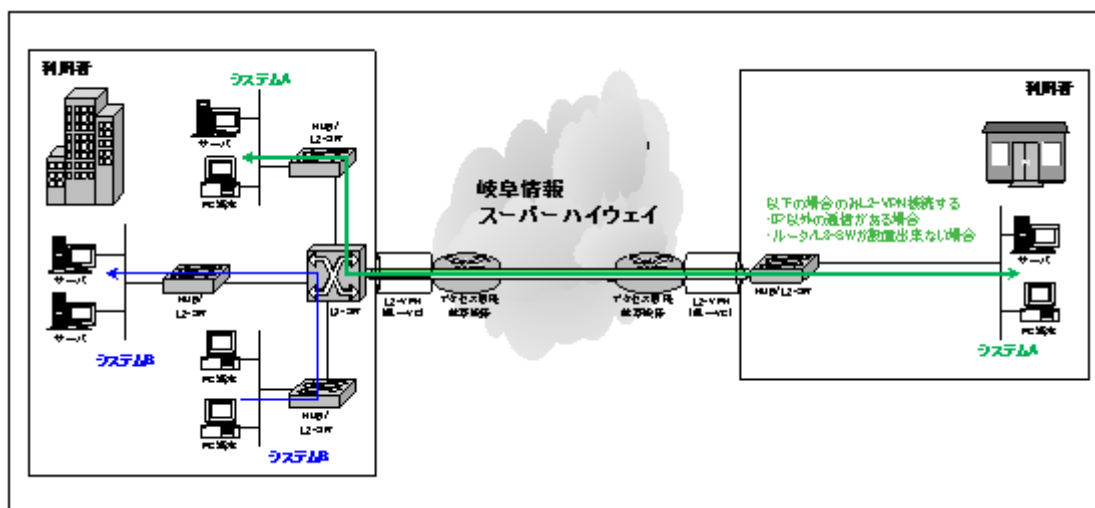 利用者
システムA
サーバ
HUB/
L2-SW
PC端末
サーバ
HUB/
L2-SW
サーバ
システムB
PC端末
PC端末
HUB/
L2-SW
システムB
L2-VPN
岐阜情報
スーパーハイウェイ
アクセス回線
L2-VPN
アクセス回線
利用者
以下の場合のみL2-VPN接続する
・IP以外の通信がある場合
・ルータ/L3-SWが設置出来ない場合
サーバ
HUB/L2-SW
PC端末
システムA